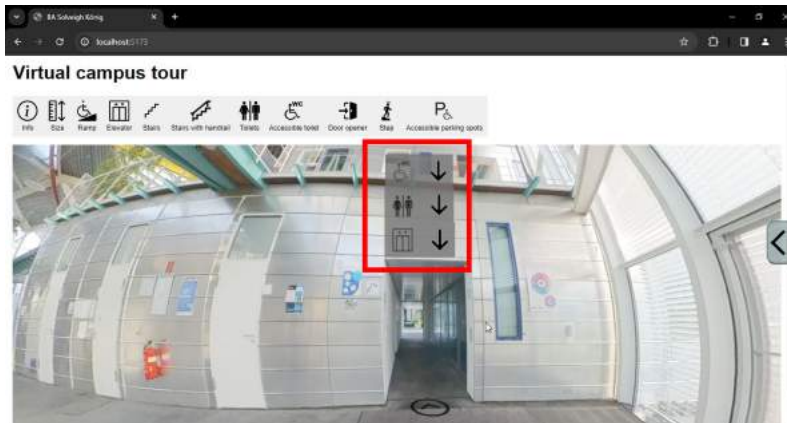 BA Solveigh König
localhost:5173
Virtual campus tour
WC
P
Info Size Ramp Elevator Stairs Stairs with handrail Toilets Accessible toilet Door opener Step Accessible parking spots